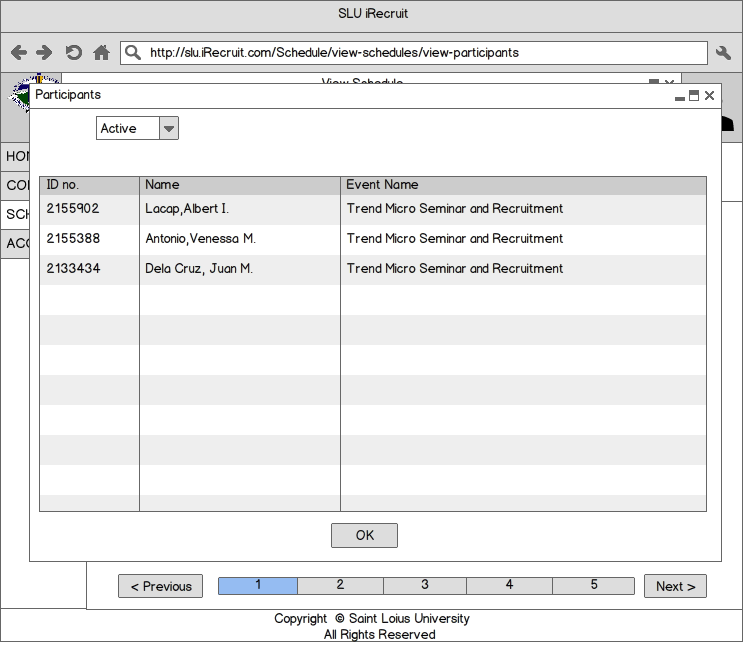 SLU iRecruit
http://slu.iRecruit.com/Schedule/view-schedules/view-participants
View Schedule
Participants
Active
HO
CO
SCH
ACC
ID no. Name Event Name
2155902 Lacap,Albert I. Trend Micro Seminar and Recruitment
2155388 Antonio,Venessa M. Trend Micro Seminar and Recruitment
2133434 Dela Cruz, Juan M. Trend Micro Seminar and Recruitment
OK
< Previous 1 2 3 4 5 Next >
Copyright © Saint Loius University
All Rights Reserved